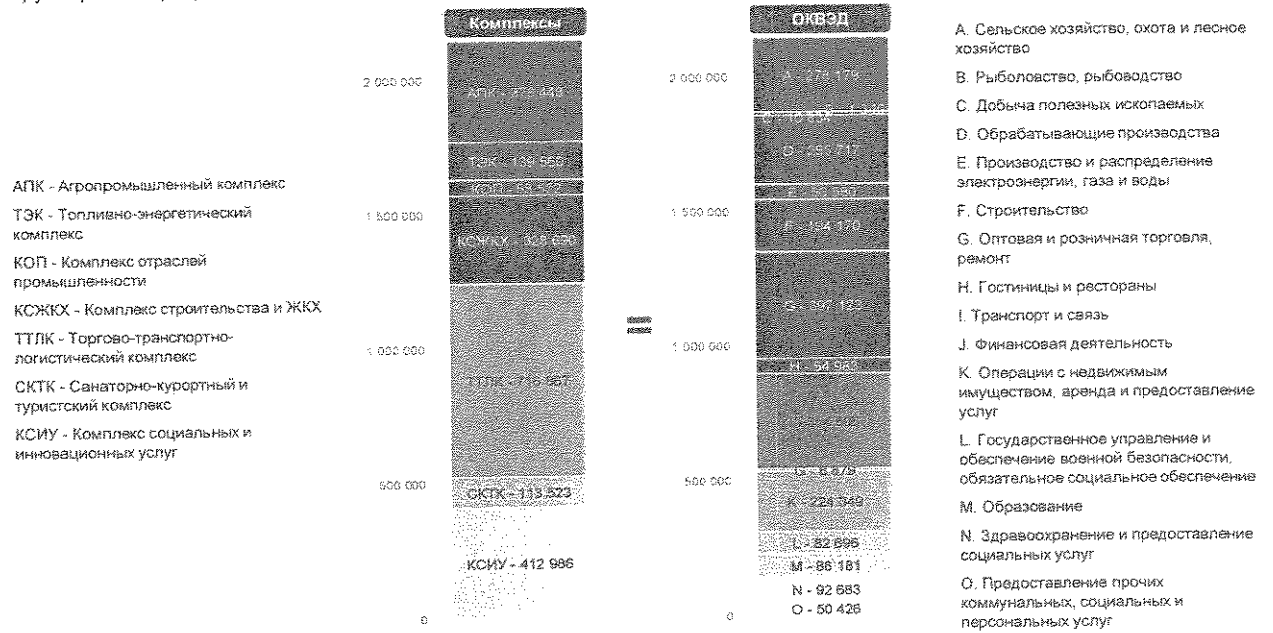 Комплексы
ОКВЭД
2 000 000
1 500 000
1 000 000
500 000
0
АПК - Агропромышленный комплекс
ТЭК - Топливно-энергетический
комплекс
КОП - Комплекс отраслей
промышленности
КСЖКХ - Комплекс строительства и ЖКХ
ТТЛК - Торгово-транспортно-
логистический комплекс
СКТК - Санаторно-курортный и
туристский комплекс
КСИУ - Комплекс социальных и
инновационных услуг
АПК -
ТЭК -
КСЖКХ -
ТТЛК -
СКТК - 113 523
КСИУ - 412 986
=
2 000 000
1 500 000
1 000 000
500 000
0
H - 54 963
K - 224 049
L - 82 696
M - 86 181
N - 92 683
O - 50 426
A. Сельское хозяйство, охота и лесное
хозяйство
B. Рыболовство, рыбоводство
C. Добыча полезных ископаемых
D. Обрабатывающие производства
E. Производство и распределение
электроэнергии, газа и воды
F. Строительство
G. Оптовая и розничная торговля,
ремонт
H. Гостиницы и рестораны
I. Транспорт и связь
J. Финансовая деятельность
K. Операции с недвижимым
имуществом, аренда и предоставление
услуг
L. Государственное управление и
обеспечение военной безопасности,
обязательное социальное обеспечение
M. Образование
N. Здравоохранение и предоставление
социальных услуг
O. Предоставление прочих
коммунальных, социальных и
персональных услуг